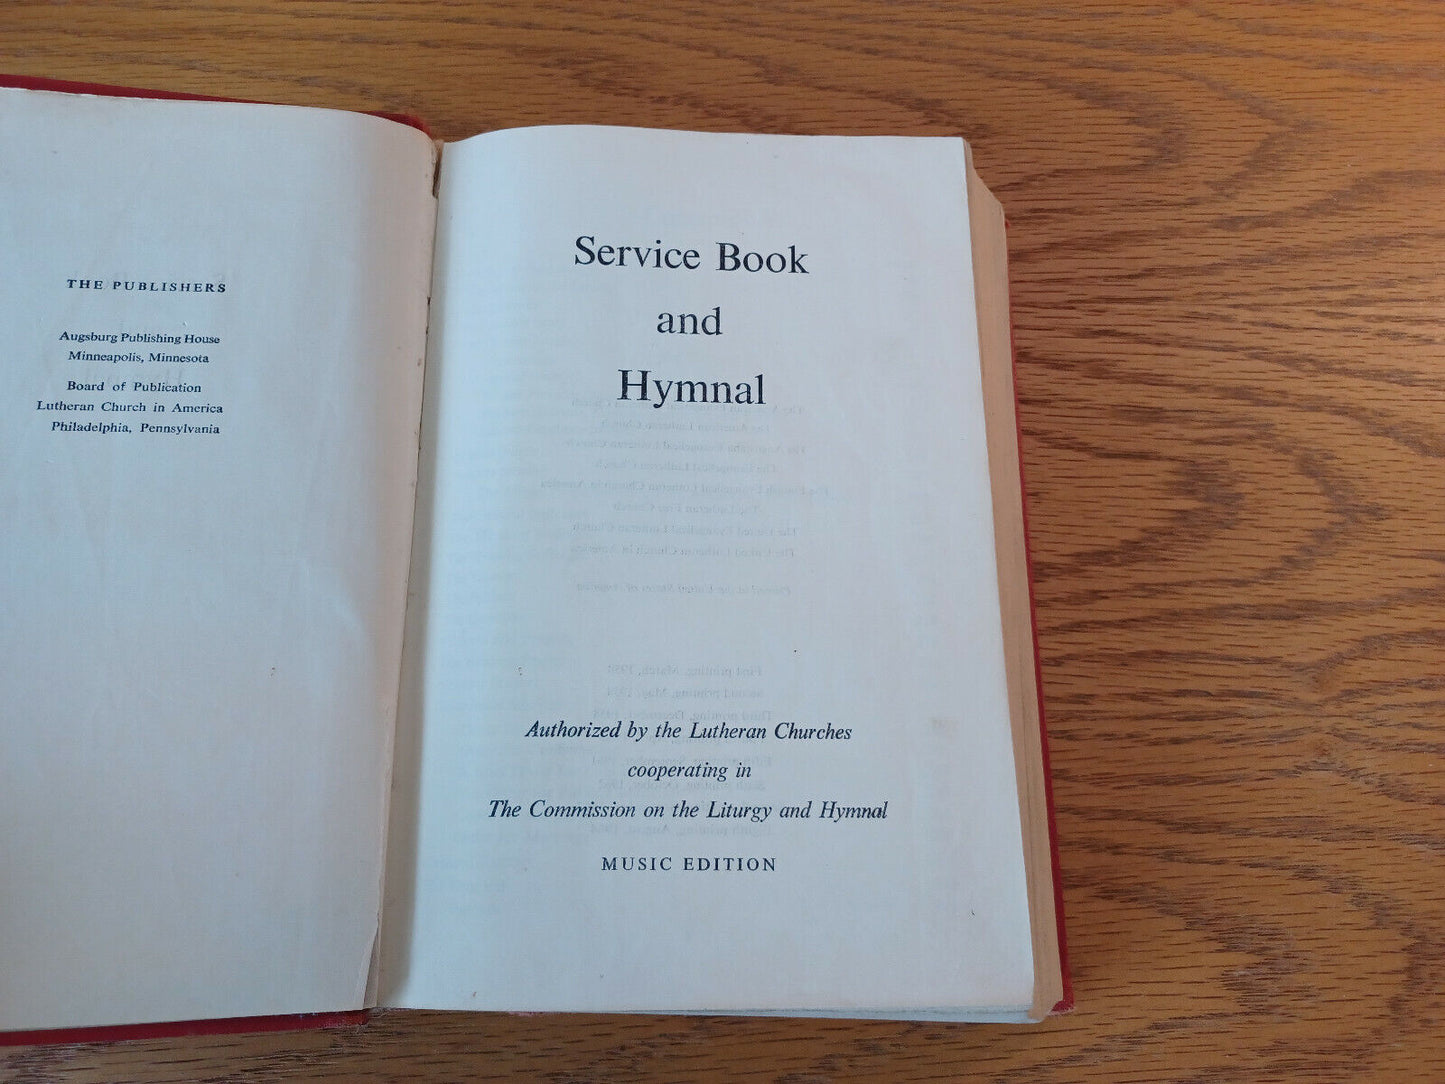 THE PUBLISHERS
Augsburg Publishing House
Minneapolis, Minnesota
Board of Publication
Lutheran Church in America
Philadelphia, Pennsylvania
Service Book
and
Hymnal
Authorized by the Lutheran Churches
cooperating in
The Commission on the Liturgy and Hymnal
MUSIC EDITION